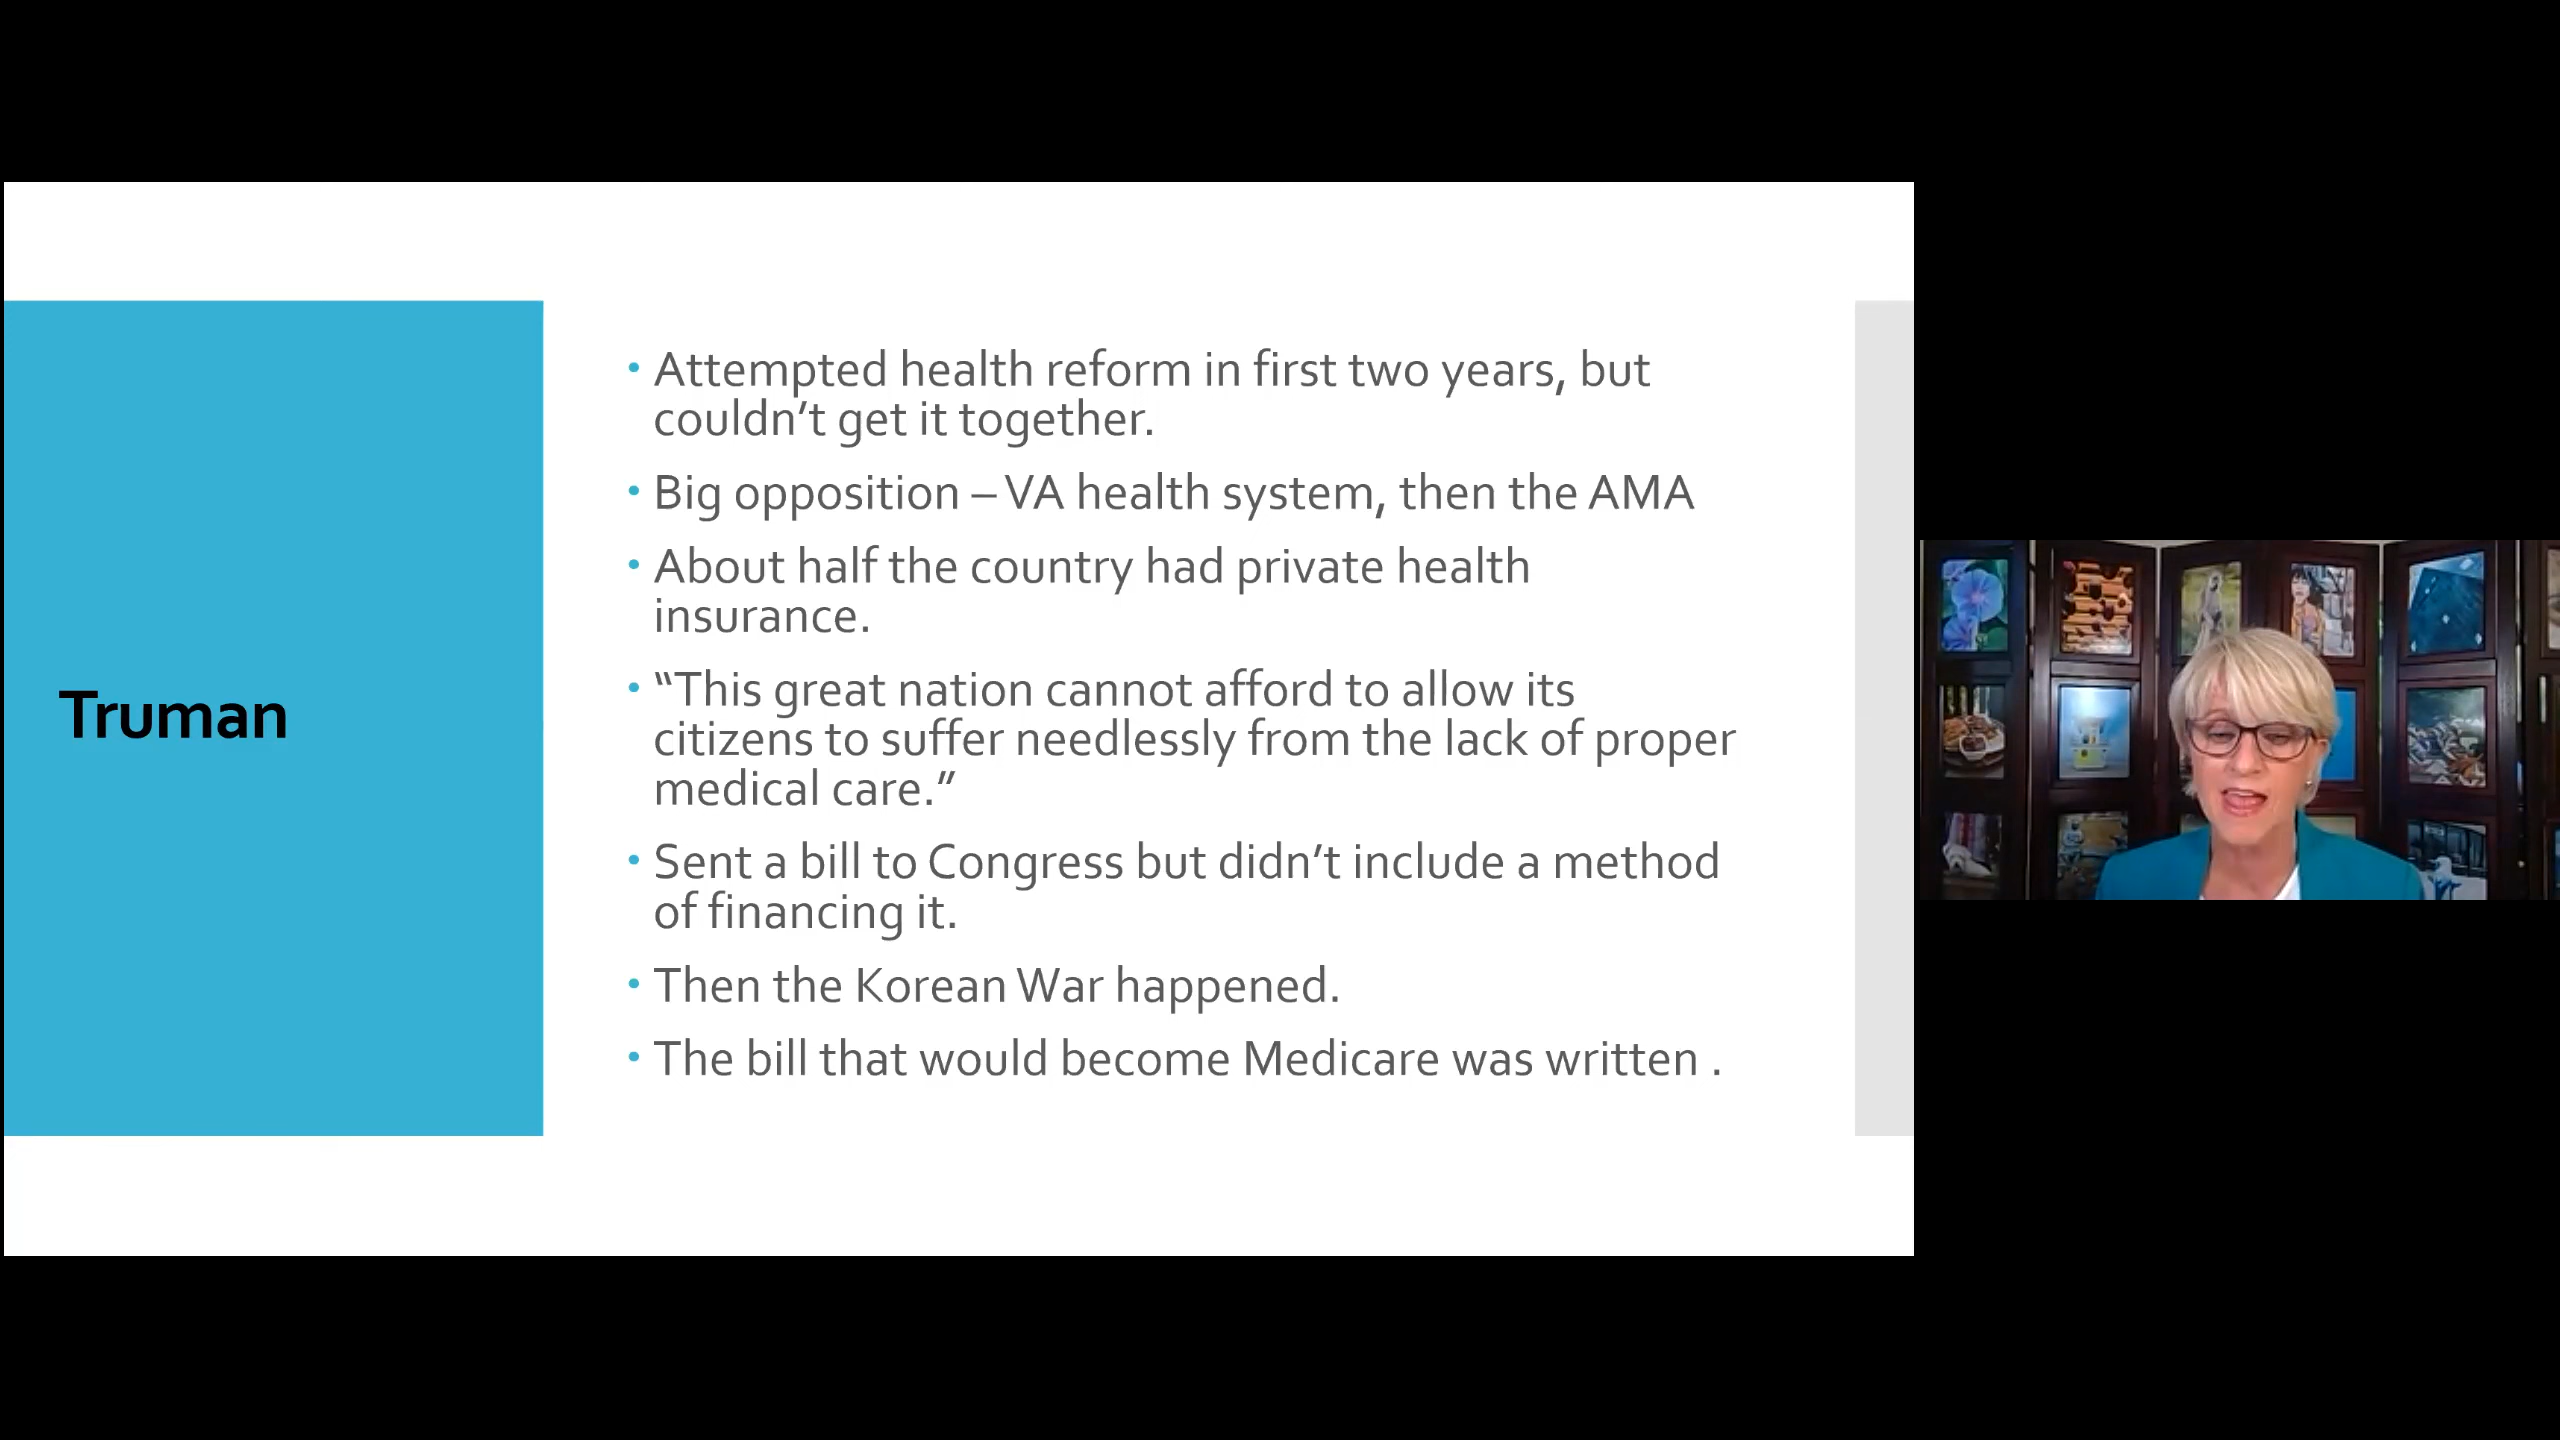 Truman
• Attempted health reform in first two years, but
couldn’t get it together.
• Big opposition – VA health system, then the AMA
• About half the country had private health
insurance.
• “This great nation cannot afford to allow its
citizens to suffer needlessly from the lack of proper
medical care.”
• Sent a bill to Congress but didn’t include a method
of financing it.
• Then the Korean War happened.
• The bill that would become Medicare was written .